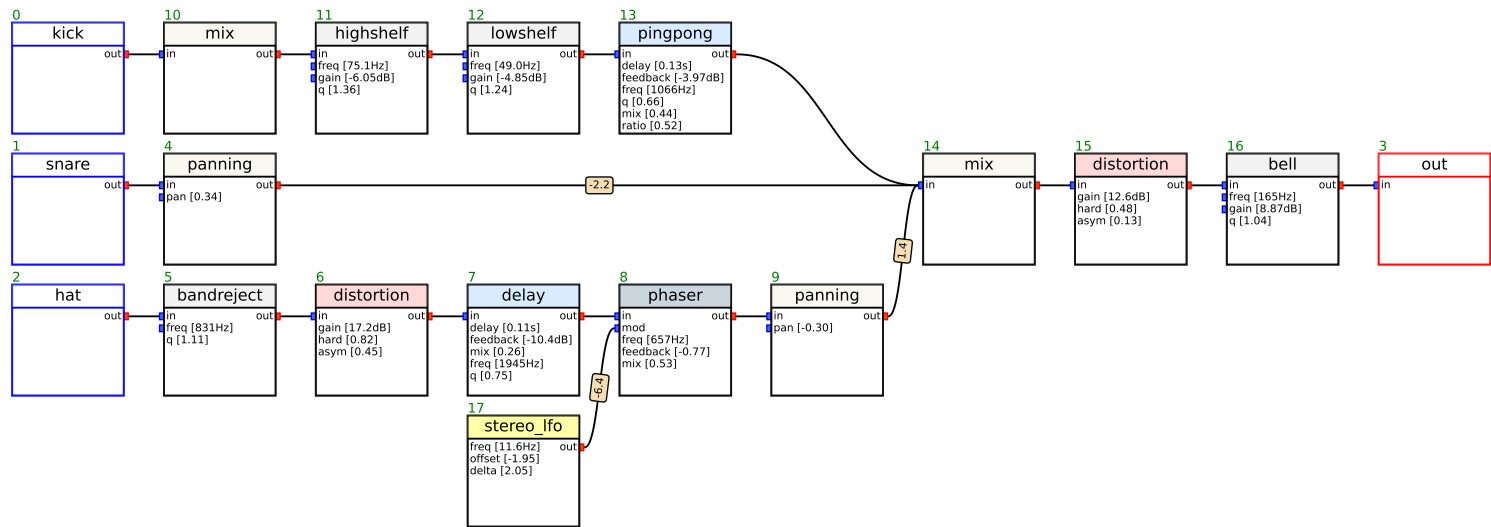 0
kick
out
10
mix
in out
11
highshelf
in out
freq [75.1Hz]
gain [-6.05dB]
q [1.36]
12
lowshelf
in out
freq [49.0Hz]
gain [-4.85dB]
q [1.24]
13
pingpong
in out
delay [0.13s]
feedback [-3.97dB]
freq [1066Hz]
q [0.66]
mix [0.44]
ratio [0.52]
1
snare
out
4
panning
in out
pan [0.34]
-2.2
14
mix
in out
15
distortion
in out
gain [12.6dB]
hard [0.48]
asym [0.13]
16
bell
in out
freq [165Hz]
gain [8.87dB]
q [1.04]
3
out
in
1.4
2
hat
out
5
bandreject
in out
freq [831Hz]
q [1.11]
6
distortion
in out
gain [17.2dB]
hard [0.82]
asym [0.45]
7
delay
in out
delay [0.11s]
feedback [-10.4dB]
mix [0.26]
freq [1945Hz]
q [0.75]
8
phaser
in out
mod
freq [657Hz]
feedback [-0.77]
mix [0.53]
9
panning
in out
pan [-0.30]
-6.4
17
stereo_lfo
freq [11.6Hz] out
offset [-1.95]
delta [2.05]